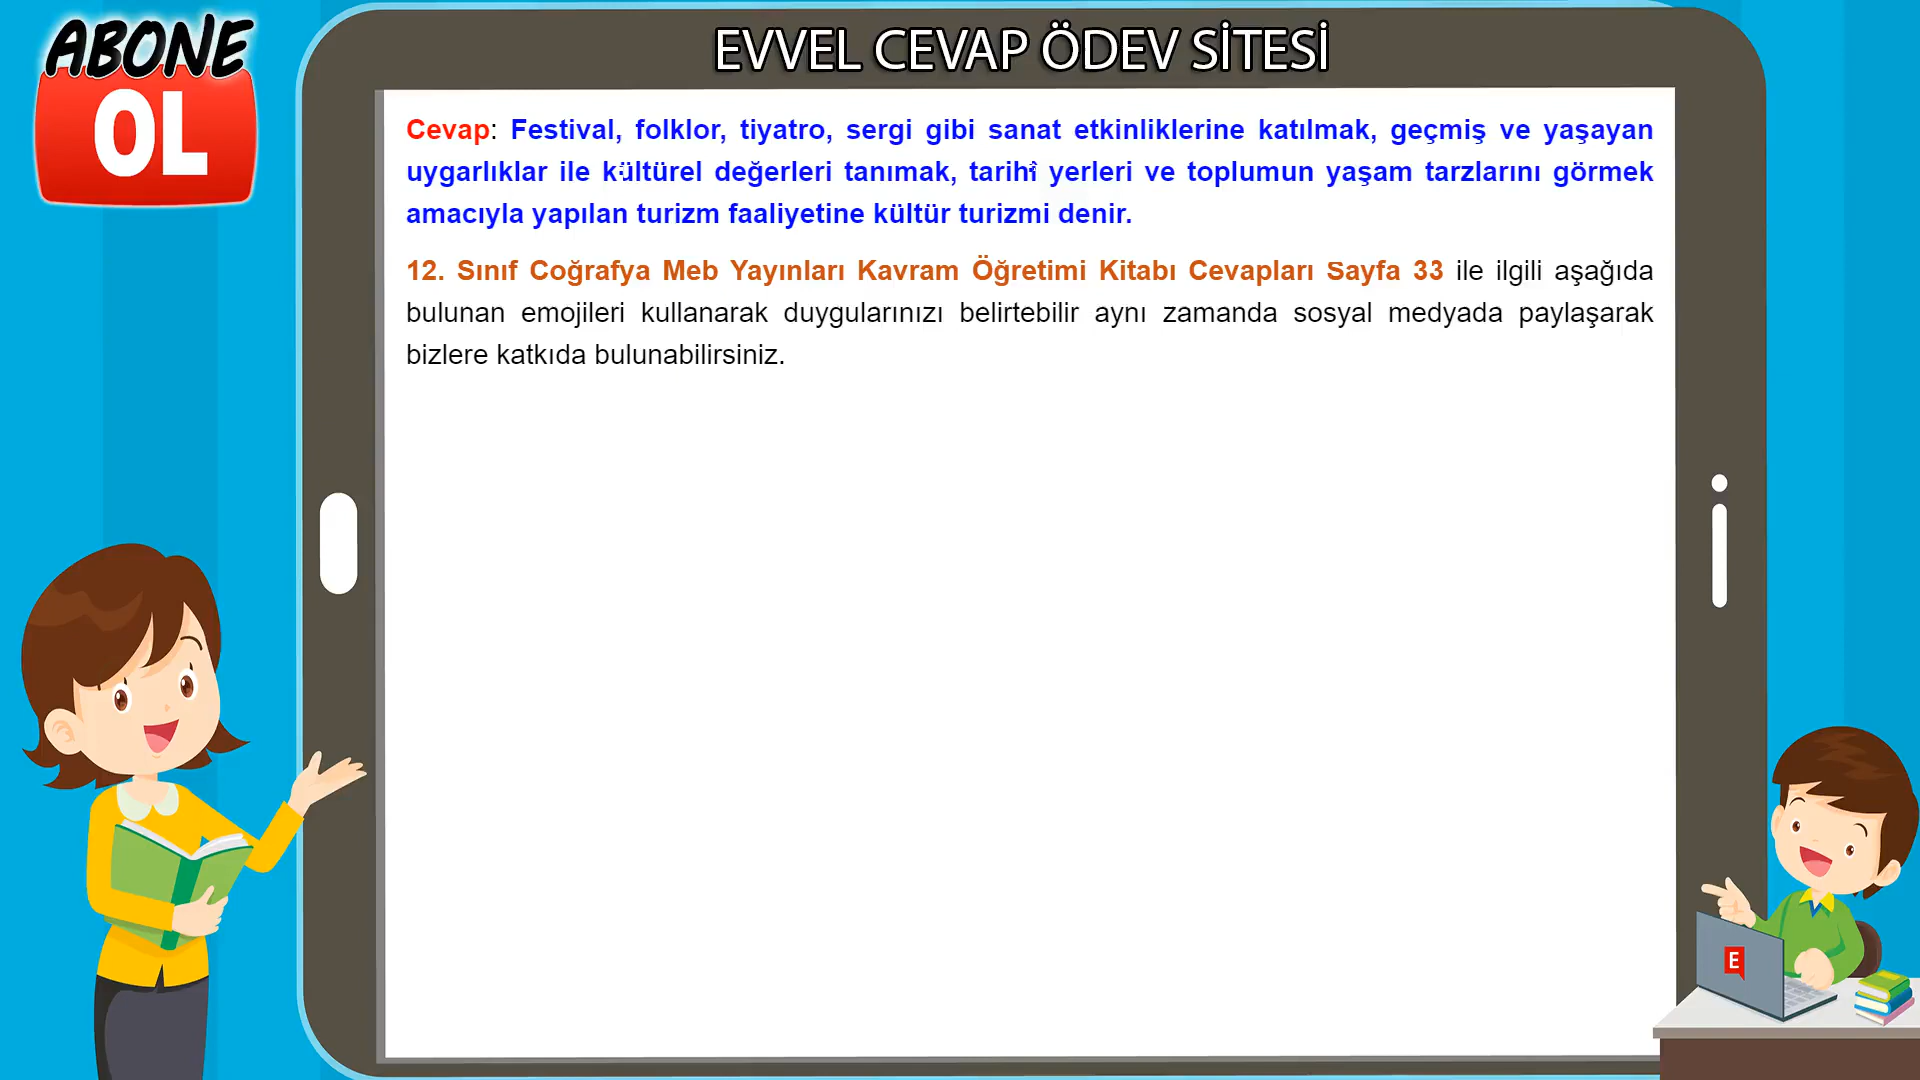 ABONE
OL
EVVEL CEVAP ÖDEV SİTESİ
Cevap: Festival, folklor, tiyatro, sergi gibi sanat etkinliklerine katılmak, geçmiş ve yaşayan
uygarlıklar ile kültürel değerleri tanımak, tarihî yerleri ve toplumun yaşam tarzlarını görmek
amacıyla yapılan turizm faaliyetine kültür turizmi denir.
12. Sınıf Coğrafya Meb Yayınları Kavram Öğretimi Kitabı Cevapları Sayfa 33 ile ilgili aşağıda
bulunan emojileri kullanarak duygularınızı belirtebilir aynı zamanda sosyal medyada paylaşarak
bizlere katkıda bulunabilirsiniz.
E